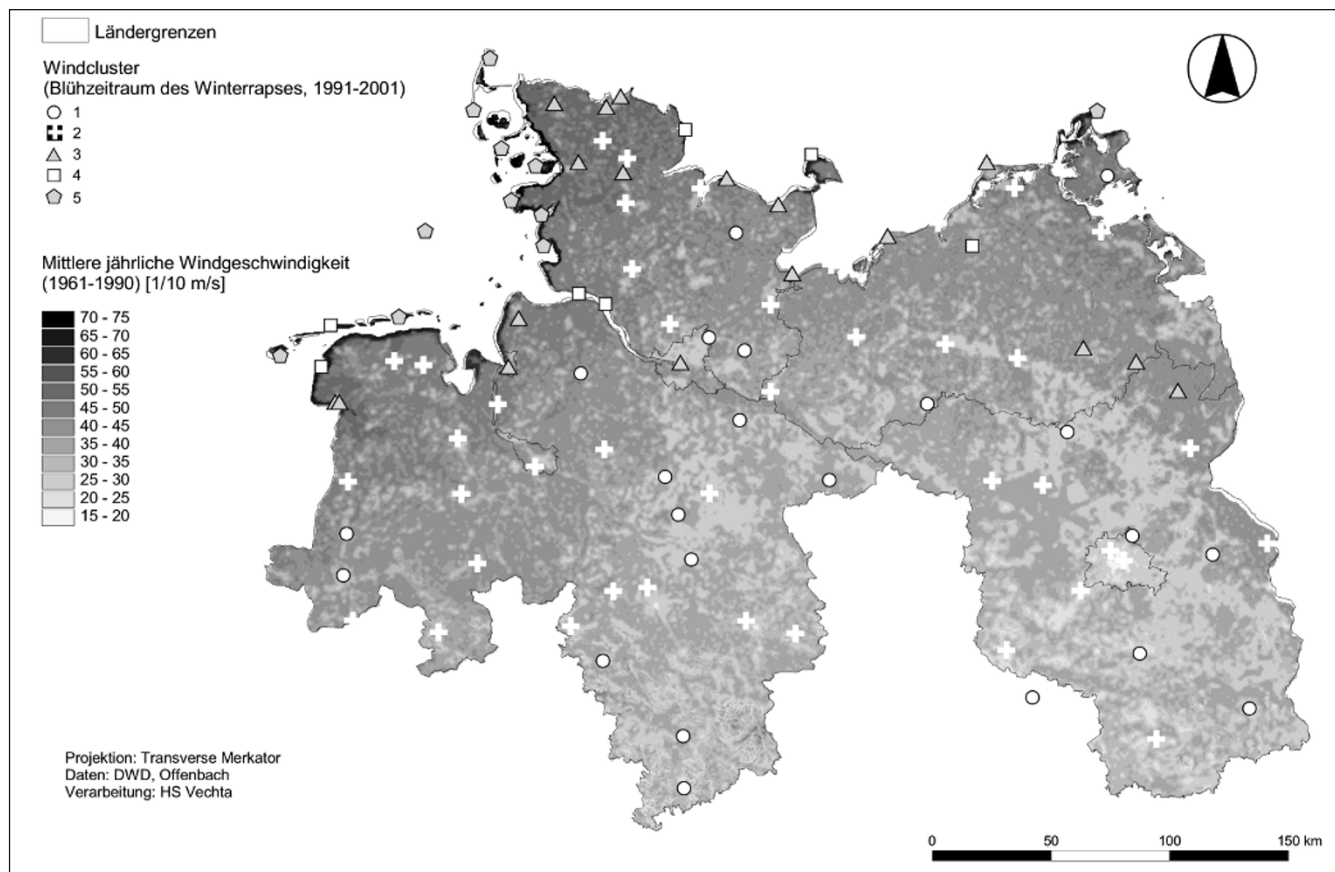 Ländergrenzen
Windcluster
(Blühzeitraum des Winterrapses, 1991-2001)
1
2
3
4
5
Mittlere jährliche Windgeschwindigkeit
(1961-1990) [1/10 m/s]
70 - 75
65 - 70
60 - 65
55 - 60
50 - 55
45 - 50
40 - 45
35 - 40
30 - 35
25 - 30
20 - 25
15 - 20
Projektion: Transverse Merkator
Daten: DWD, Offenbach
Verarbeitung: HS Vechta
0 50 100 150 km